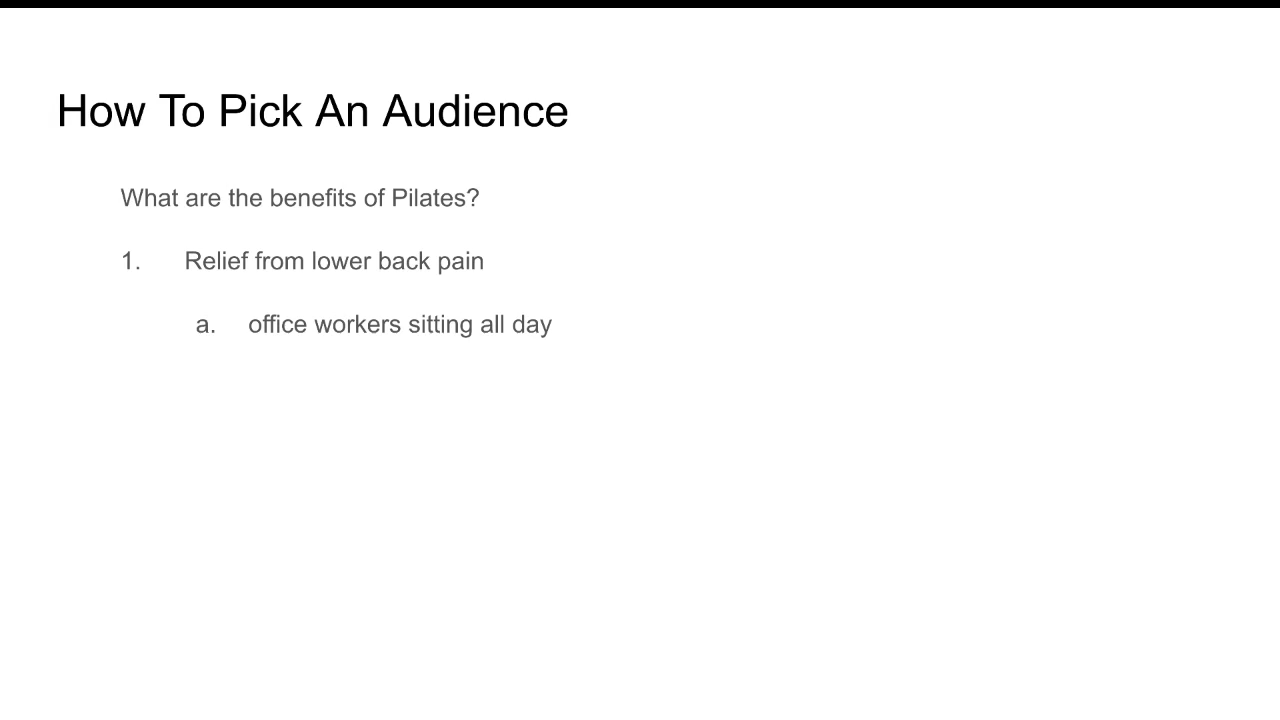 How To Pick An Audience
What are the benefits of Pilates?
1. Relief from lower back pain
a. office workers sitting all day